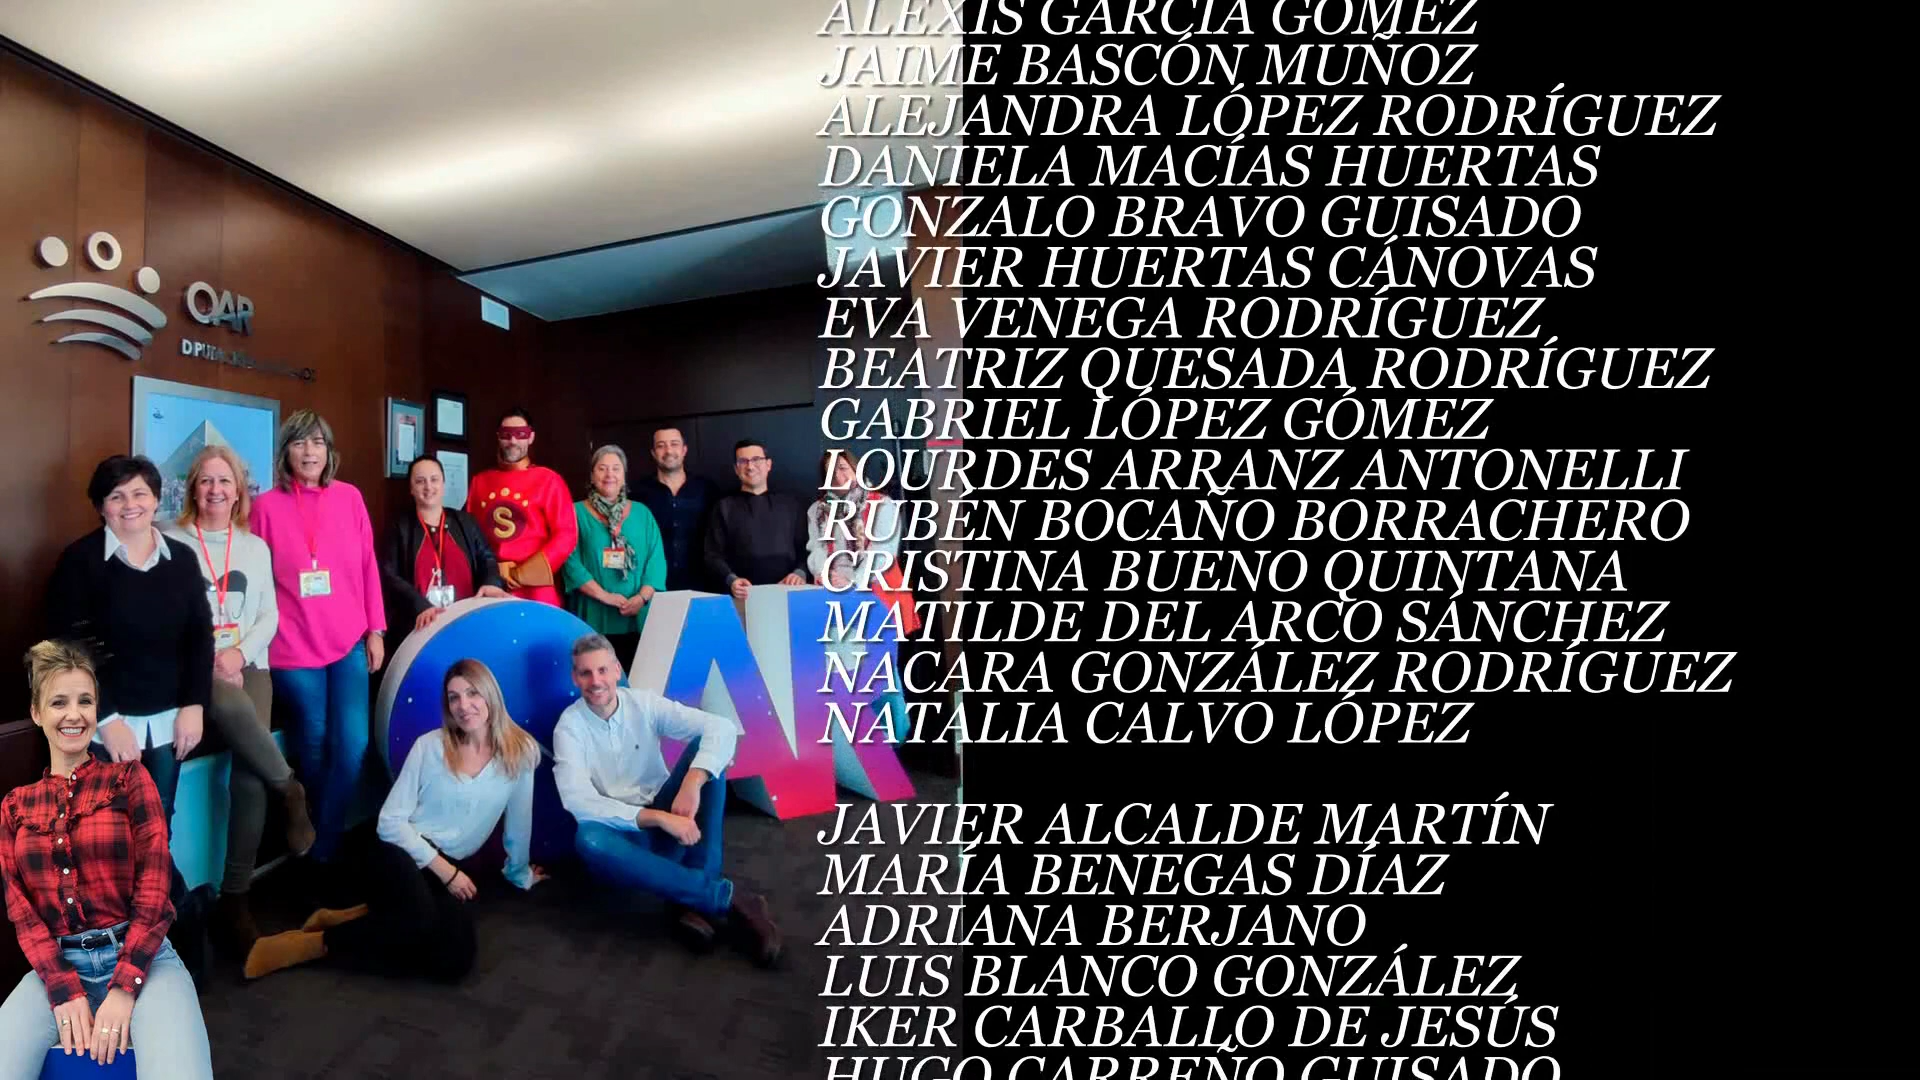 OAR
S
OAR
ALEXIS GARCÍA GÓMEZ
JAIME BASCÓN MUÑOZ
ALEJANDRA LÓPEZ RODRÍGUEZ
DANIELA MACÍAS HUERTAS
GONZALO BRAVO GUISADO
JAVIER HUERTAS CÁNOVAS
EVA VENEGA RODRÍGUEZ
BEATRIZ QUESADA RODRÍGUEZ
GABRIEL LÓPEZ GÓMEZ
LOURDES ARRANZ ANTONELLI
RUBÉN BOCAÑO BORRACHERO
CRISTINA BUENO QUINTANA
MATILDE DEL ARCO SÁNCHEZ
NACARA GONZÁLEZ RODRÍGUEZ
NATALIA CALVO LÓPEZ
JAVIER ALCALDE MARTÍN
MARÍA BENEGAS DÍAZ
ADRIANA BERJANO
LUIS BLANCO GONZÁLEZ
IKER CARBALLO DE JESÚS
HUGO CARREÑO GUISADO